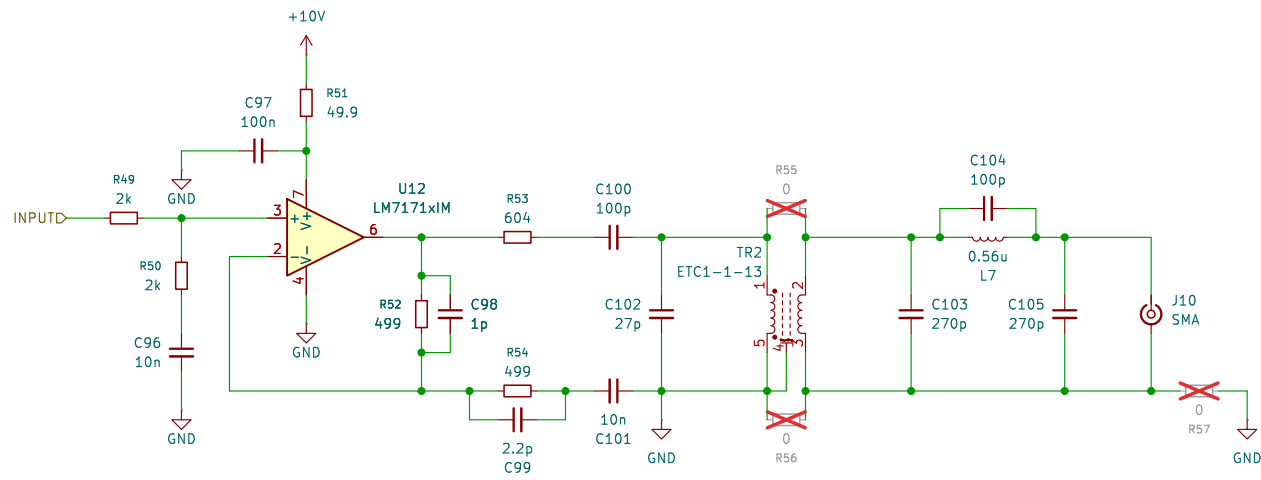 +10V
R51
49.9
C97
100n
GND
R49
2k
INPUT
R50
2k
C96
10n
GND
3
2
7
4
6
+
-
V+
V-
U12
LM7171xIM
GND
R52
499
C98
1p
R53
604
C100
100p
R54
499
2.2p
C99
10n
C101
C102
27p
GND
R55
0
TR2
ETC1-1-13
1
2
5
4
3
0
R56
C103
270p
C104
100p
0.56u
L7
C105
270p
J10
SMA
0
R57
GND